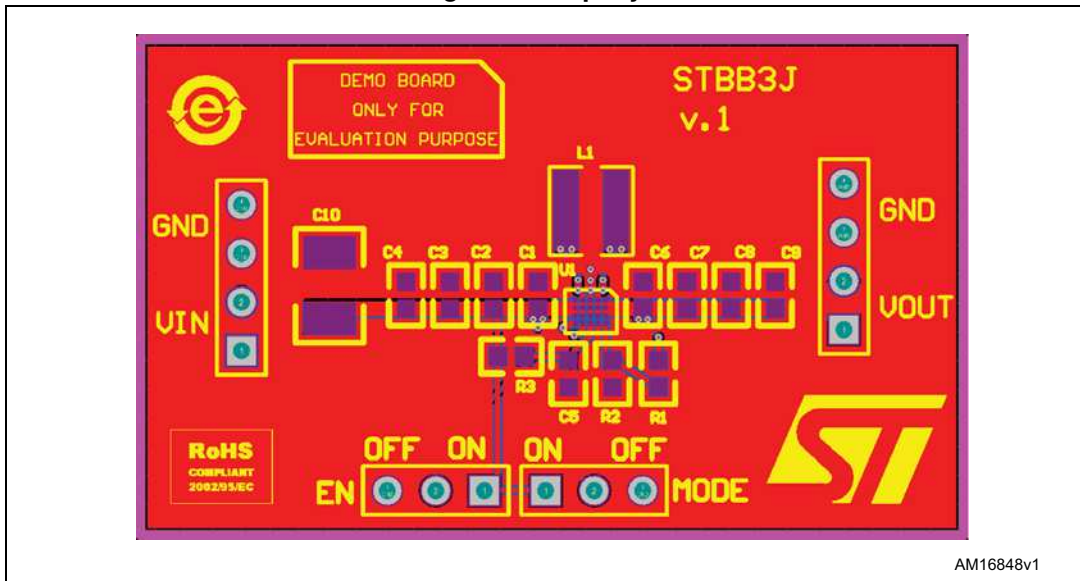 DEMO BOARD
ONLY FOR
EVALUATION PURPOSE
STBB3J
v.1
e
L1
GND
C10
C4 C3 C2 C1
U1
C6 C7 C8 C9
GND
VIN
VOUT
R3
C5 R2 R1
RoHS
COMPLIANT
2002/95/EC
OFF ON
ON OFF
EN
MODE
ST
AM16848v1